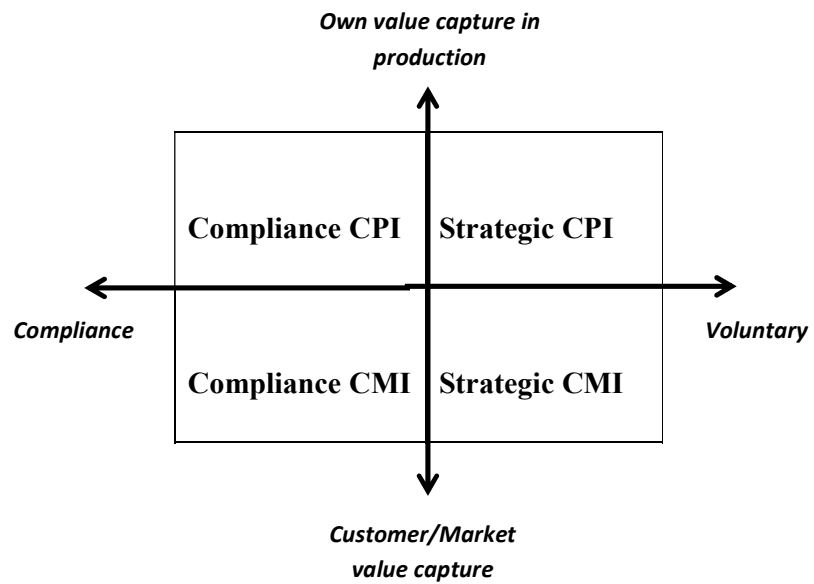 Own value capture in
production
Compliance CPI
Strategic CPI
Compliance
Voluntary
Compliance CMI
Strategic CMI
Customer/Market
value capture